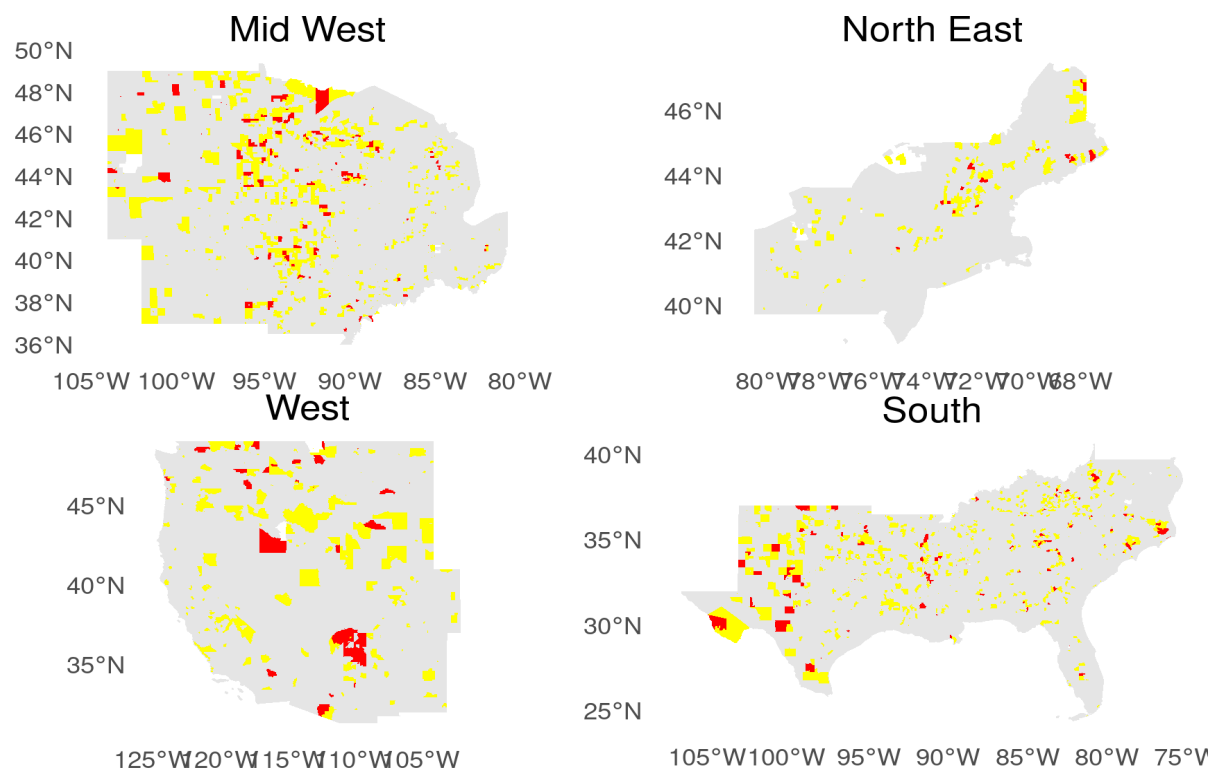 Mid West
50°N
48°N
46°N
44°N
42°N
40°N
38°N
36°N
105°W 100°W 95°W 90°W 85°W 80°W
North East
46°N
44°N
42°N
40°N
80°W 78°W 76°W 74°W 72°W 70°W 68°W
West
45°N
40°N
35°N
125°W 120°W 115°W 110°W 105°W
South
40°N
35°N
30°N
25°N
105°W 100°W 95°W 90°W 85°W 80°W 75°W